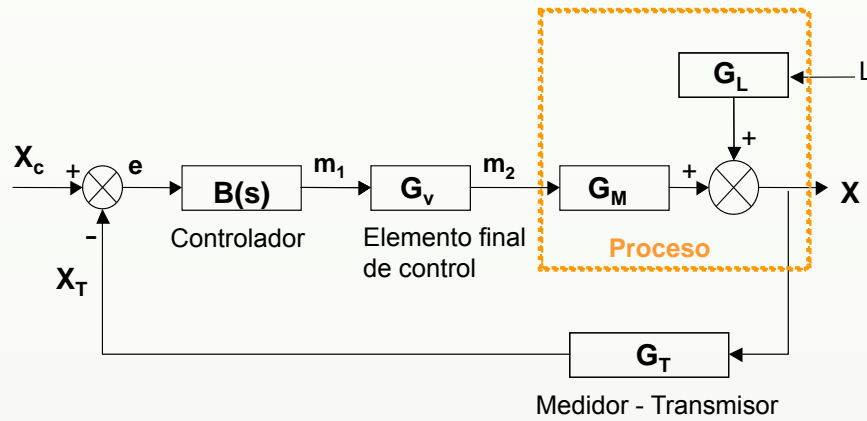 G_L
L
+
X_c
+
e
m_1
m_2
+
B(s)
G_v
G_M
X
-
Controlador
Elemento final
de control
Proceso
X_T
G_T
Medidor - Transmisor